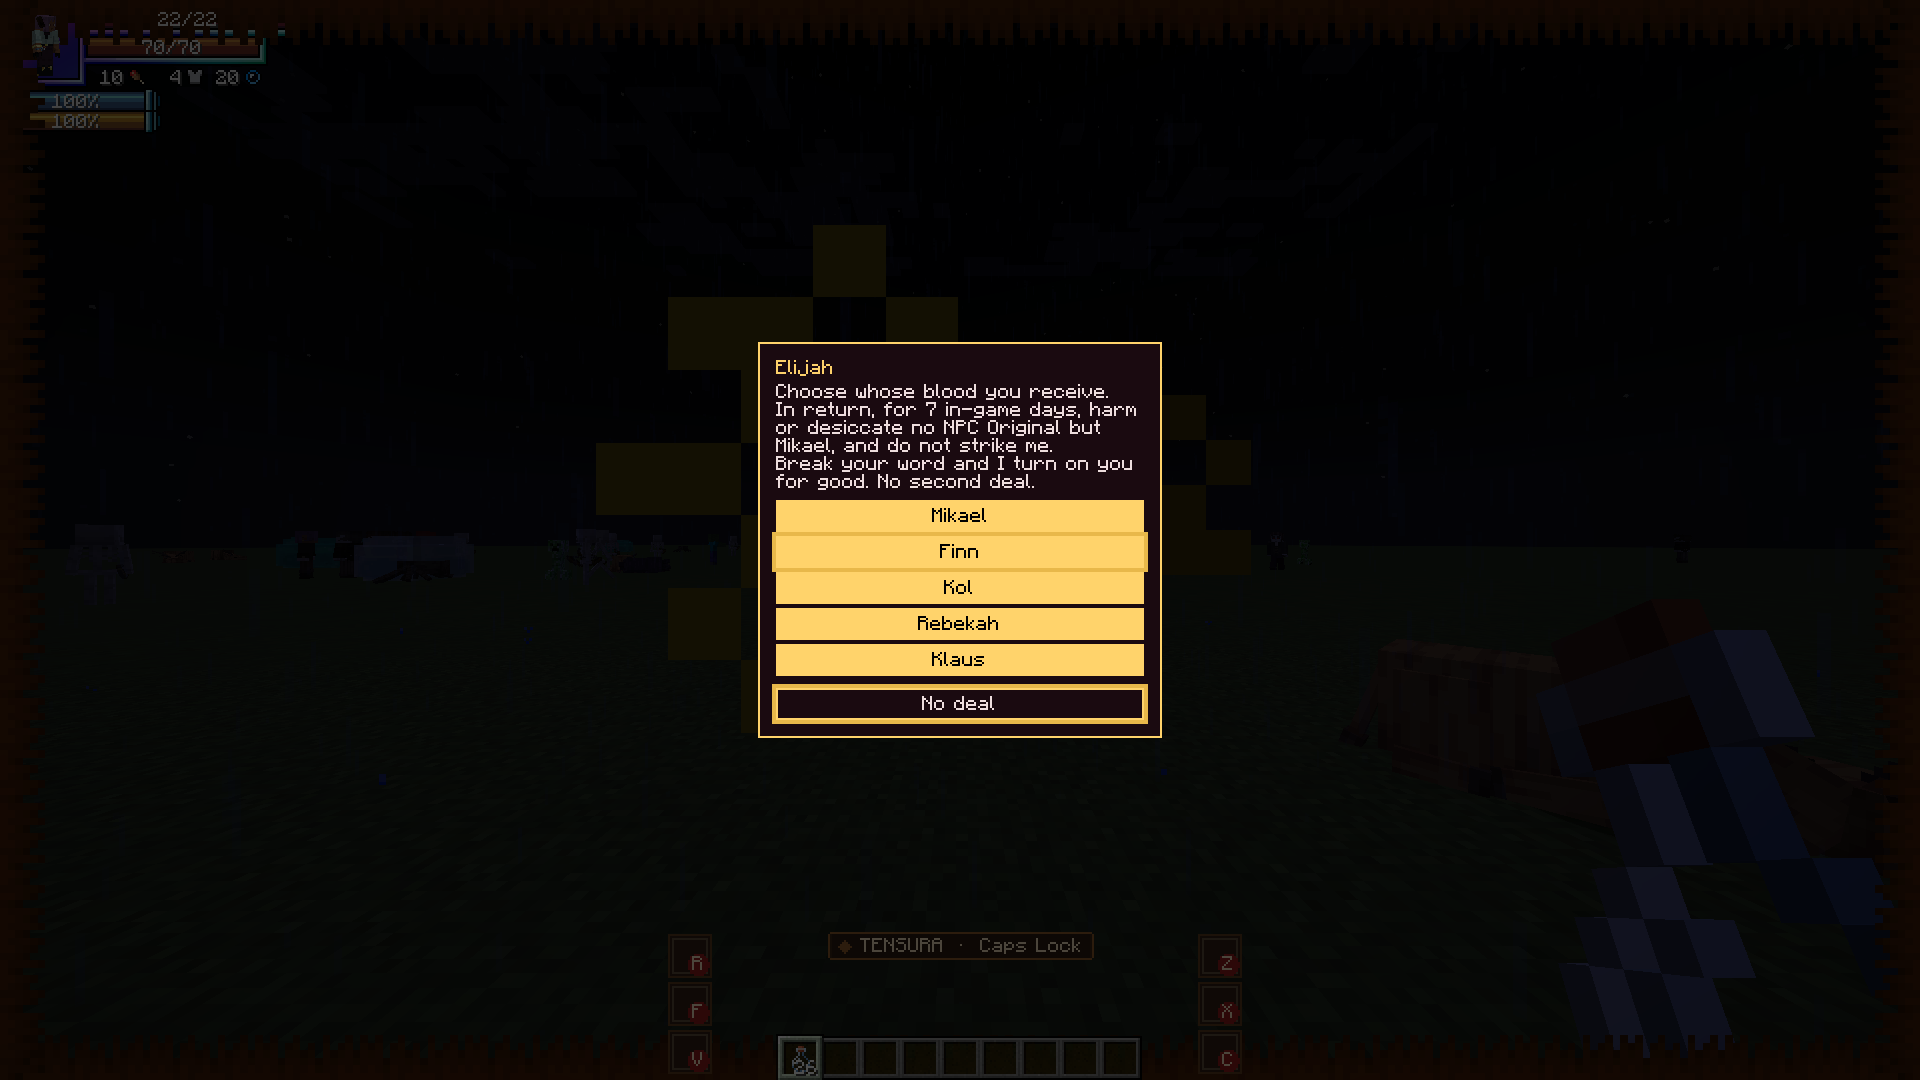 22/22
70/70
10 4 20
100%
100%
Elijah
Choose whose blood you receive.
In return, for 7 in-game days, harm
or desiccate no NPC Original but
Mikael, and do not strike me.
Break your word and I turn on you
for good. No second deal.
Mikael
Finn
Kol
Rebekah
Klaus
No deal
TENSURA · Caps Lock
R
Z
F
X
V
C
26